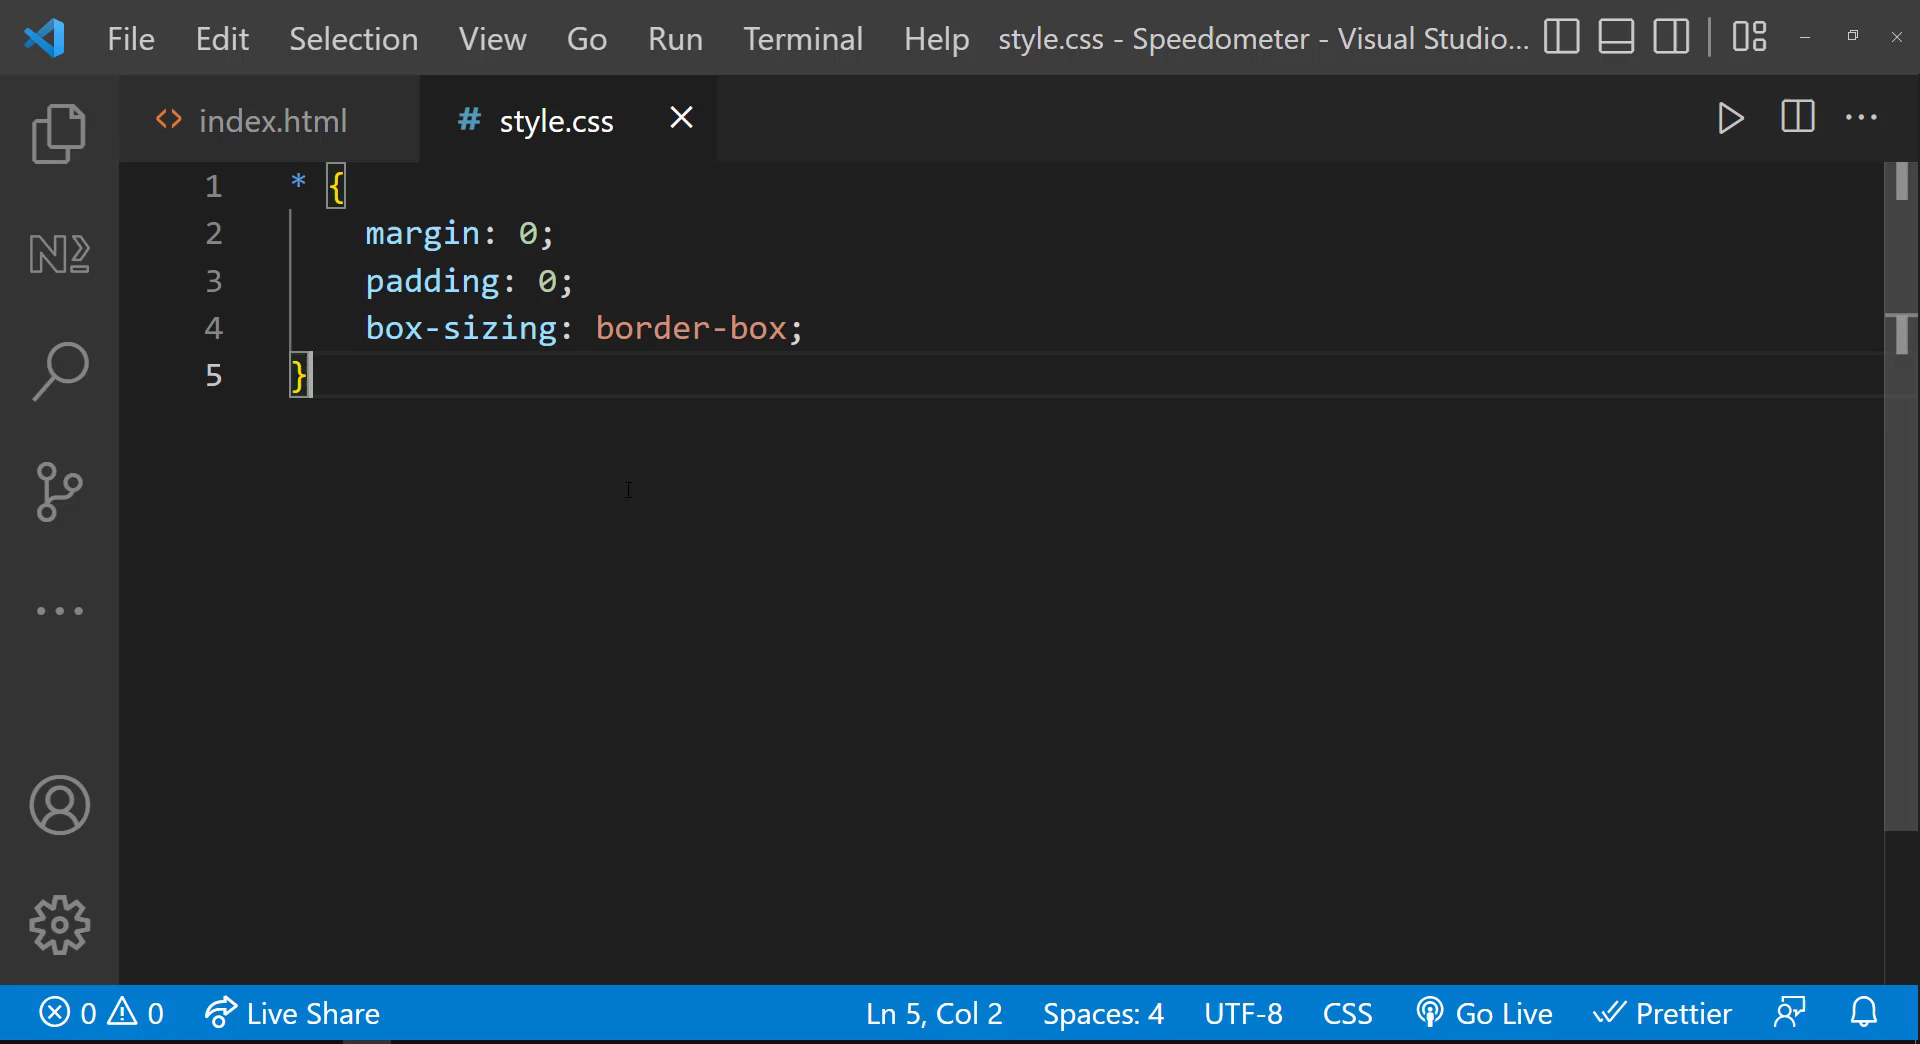 File Edit Selection View Go Run Terminal Help style.css - Speedometer - Visual Studio...
<> index.html # style.css
1 * {
2 margin: 0;
3 padding: 0;
4 box-sizing: border-box;
5 }
0 0 Live Share Ln 5, Col 2 Spaces: 4 UTF-8 CSS Go Live Prettier